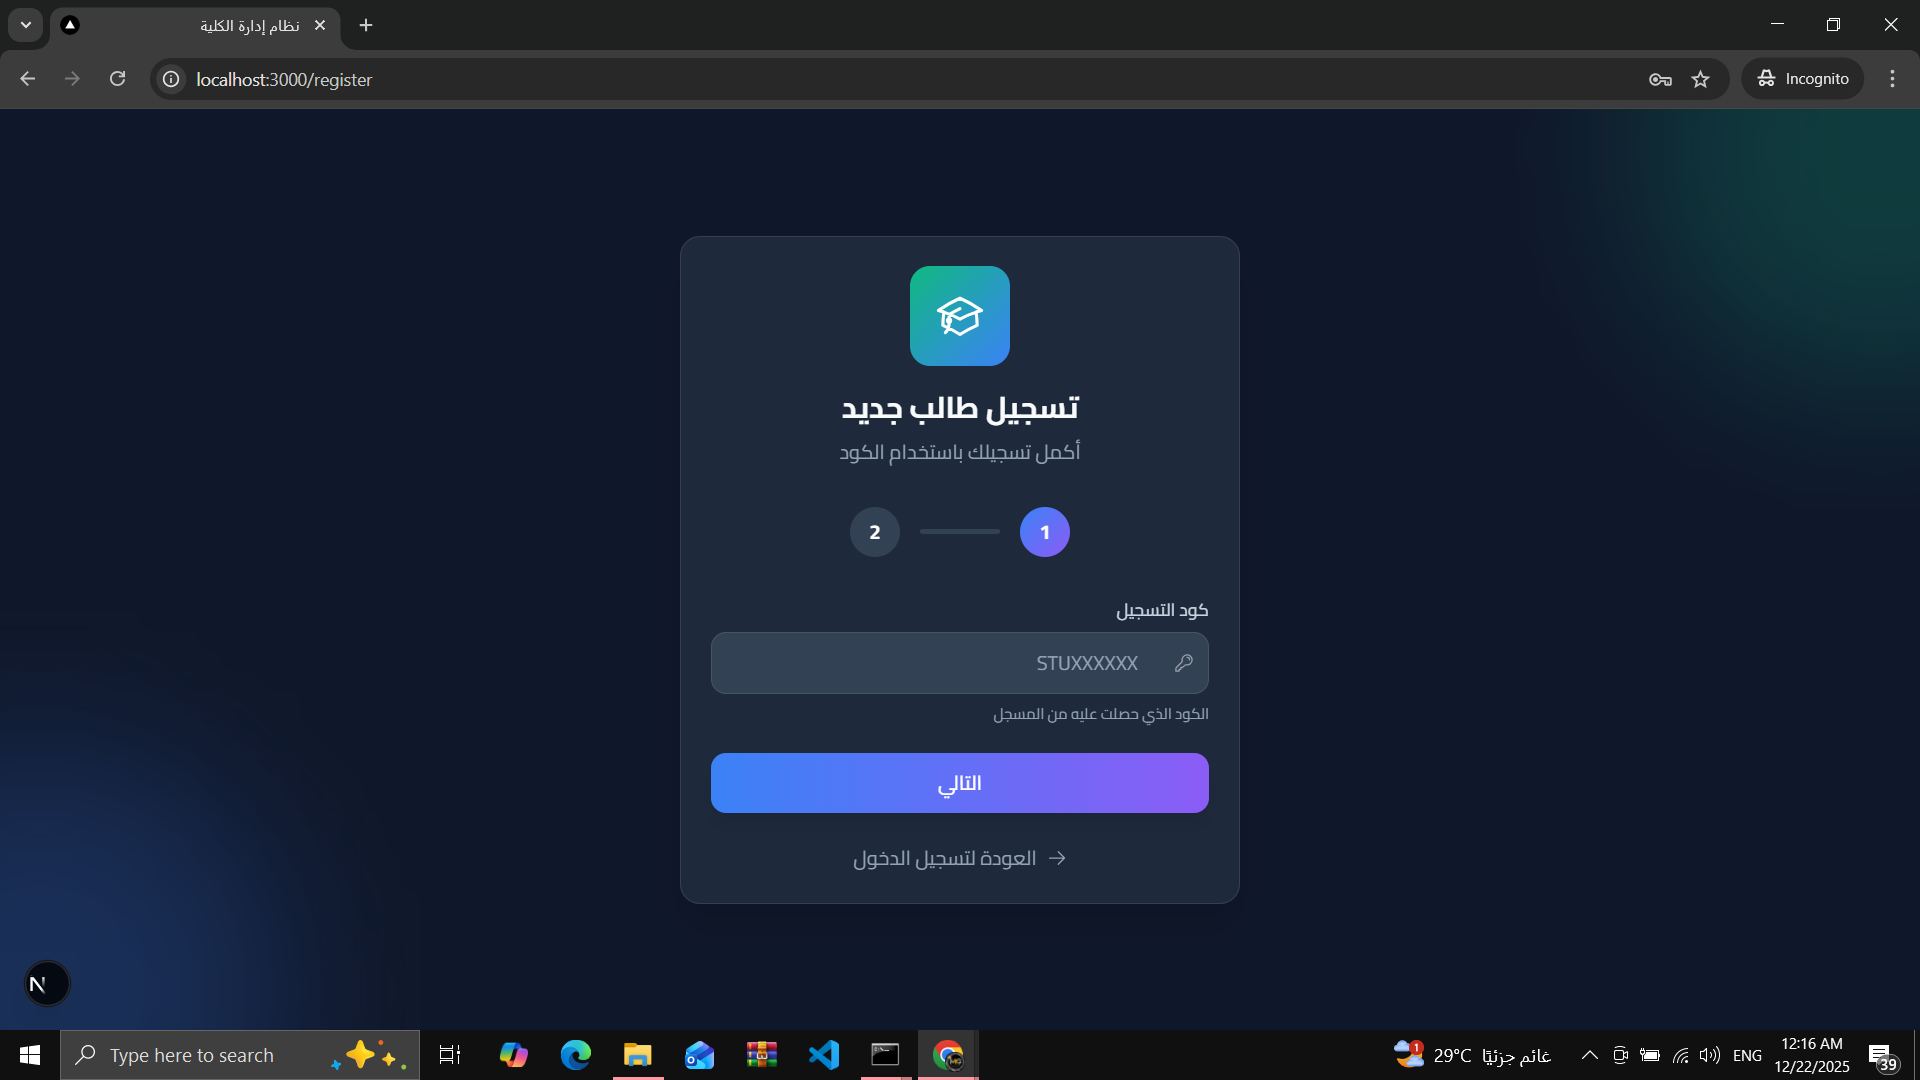 نظام إدارة الكلية
localhost:3000/register
Incognito
تسجيل طالب جديد
أكمل تسجيلك باستخدام الكود
1 2
كود التسجيل
STUXXXXXX
الكود الذي حصلت عليه من المسجل
التالي
العودة لتسجيل الدخول
N
Type here to search
1
29°C غائم جزئيًا
ENG
12:16 AM
12/22/2025
39